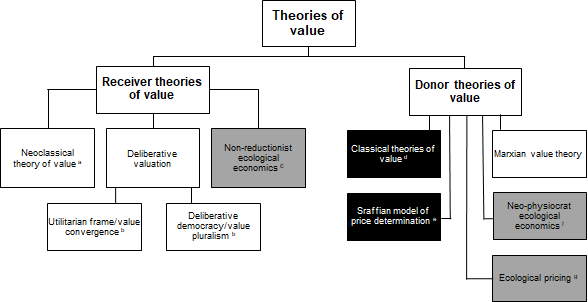 Theories of
value
Receiver theories
of value
Donor theories of
value
Neoclassical
theory of value a
Deliberative
valuation
Non-reductionist
ecological
economics c
Classical theories of
value d
Marxian value theory
Utilitarian frame/value
convergence b
Deliberative
democracy/value
pluralism b
Sraffian model of
price determination e
Neo-physiocrat
ecological
economics f
Ecological pricing g